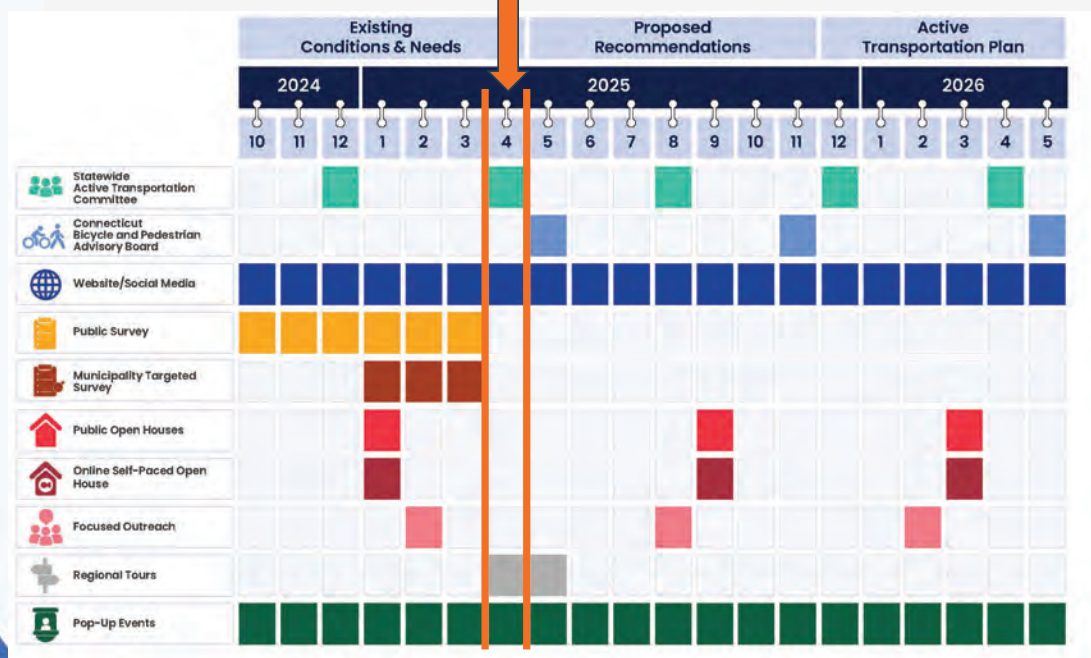 Existing
Conditions & Needs
Proposed
Recommendations
Active
Transportation Plan
2024
2025
2026
10 11 12 1 2 3 4 5 6 7 8 9 10 11 12 1 2 3 4 5
Statewide
Active Transportation
Committee
Connecticut
Bicycle and Pedestrian
Advisory Board
Website/Social Media
Public Survey
Municipality Targeted
Survey
Public Open Houses
Online Self-Paced Open
House
Focused Outreach
Regional Tours
Pop-Up Events